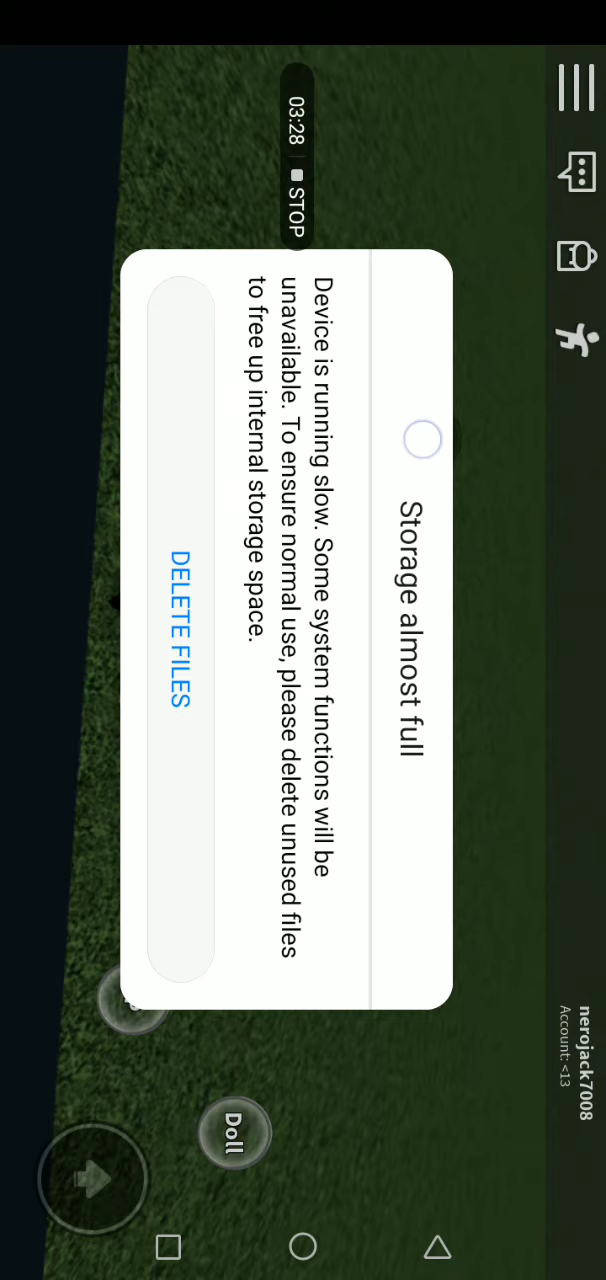 nerojack7008
Account: <13
03:28 STOP
Storage almost full
Device is running slow. Some system functions will be
unavailable. To ensure normal use, please delete unused files
to free up internal storage space.
DELETE FILES
Doll